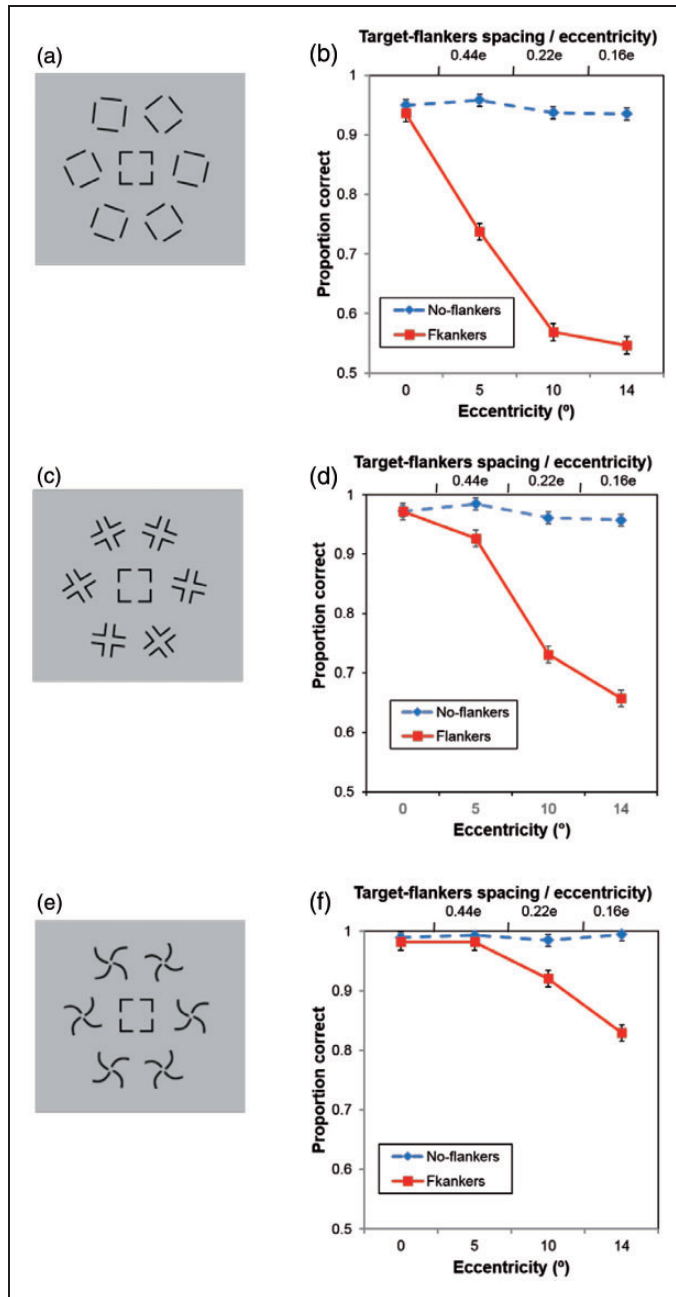 (a)
(b)
Target-flankers spacing / eccentricity)
0.44e 0.22e 0.16e
1
0.9
0.8
0.7
0.6
0.5
Proportion correct
No-flankers
Fkankers
0 5 10 14
Eccentricity (º)
(c)
(d)
Target-flankers spacing / eccentricity)
0.44e 0.22e 0.16e
1
0.9
0.8
0.7
0.6
0.5
Proportion correct
No-flankers
Flankers
0 5 10 14
Eccentricity (°)
(e)
(f)
Target-flankers spacing / eccentricity)
0.44e 0.22e 0.16e
1
0.9
0.8
0.7
0.6
0.5
Proportion correct
No-flankers
Fkankers
0 5 10 14
Eccentricity (º)